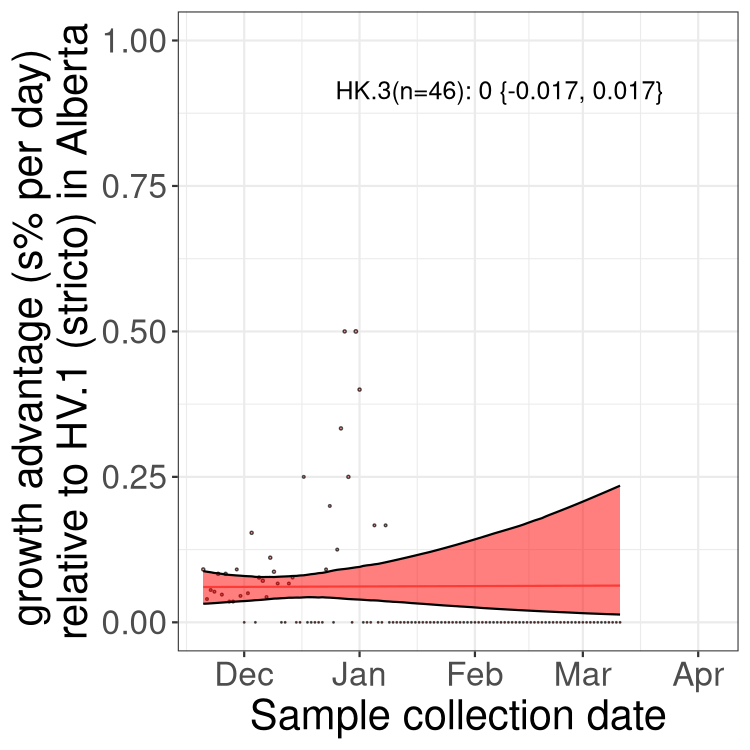 growth advantage (s% per day)
relative to HV.1 (stricto) in Alberta
1.00
0.75
0.50
0.25
0.00
HK.3(n=46): 0 {-0.017, 0.017}
Dec Jan Feb Mar Apr
Sample collection date